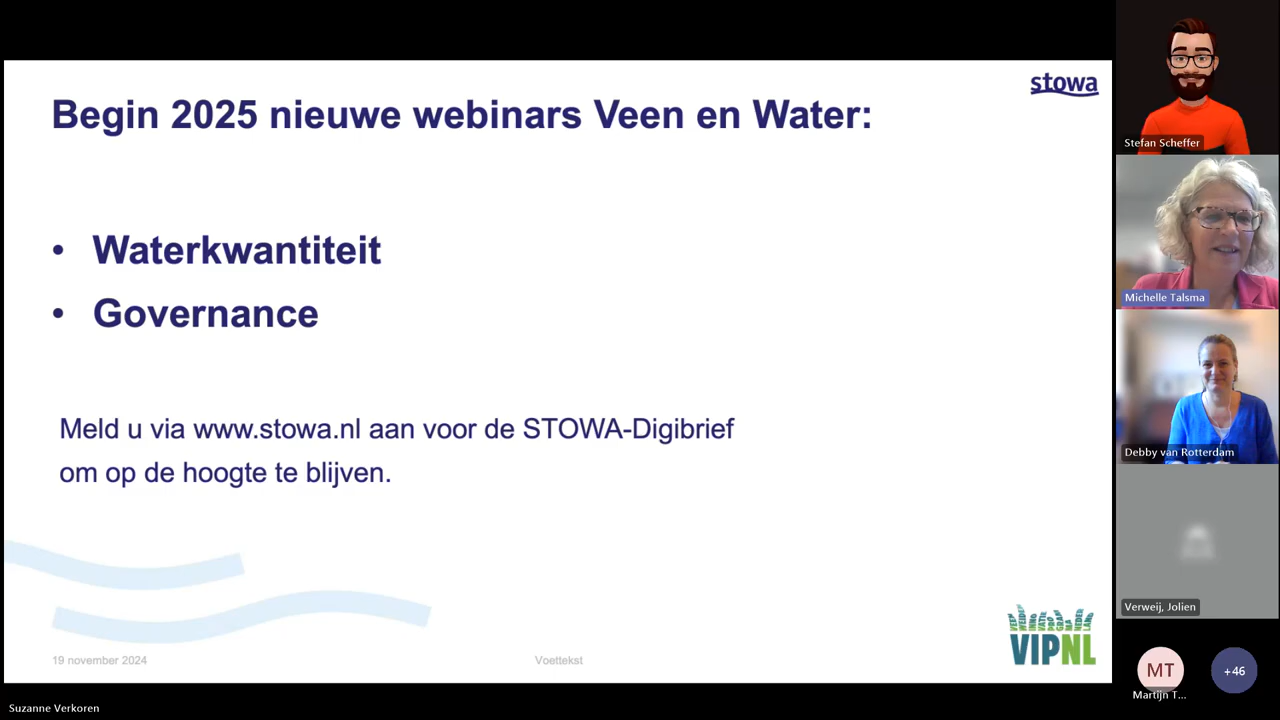 stowa
Begin 2025 nieuwe webinars Veen en Water:
• Waterkwantiteit
• Governance
Meld u via www.stowa.nl aan voor de STOWA-Digibrief
om op de hoogte te blijven.
19 november 2024
Voettekst
VIPNL
Suzanne Verkoren
Stefan Scheffer
Michelle Talsma
Debby van Rotterdam
Verweij, Jolien
MT
Martijn T...
+46